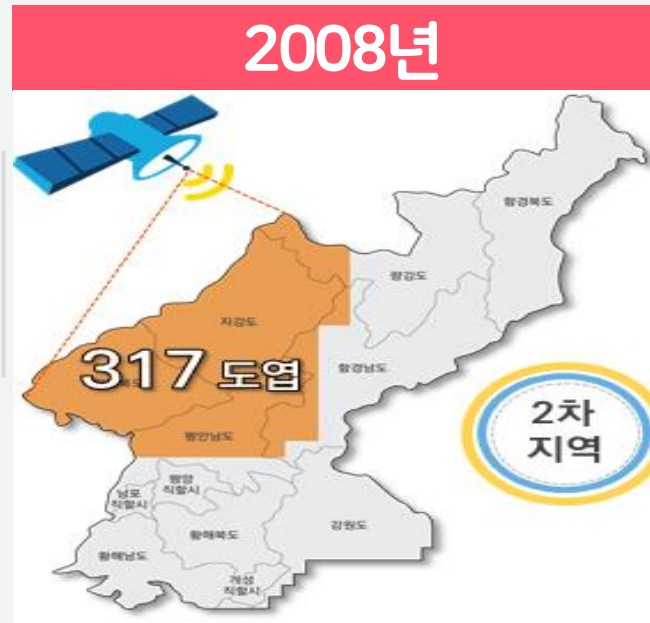 2008년
함경북도
량강도
자강도
317 도엽
함경남도
평안남도
2차
지역
평양
직할시
남포
직할시
황해북도
강원도
황해남도
개성
직할시